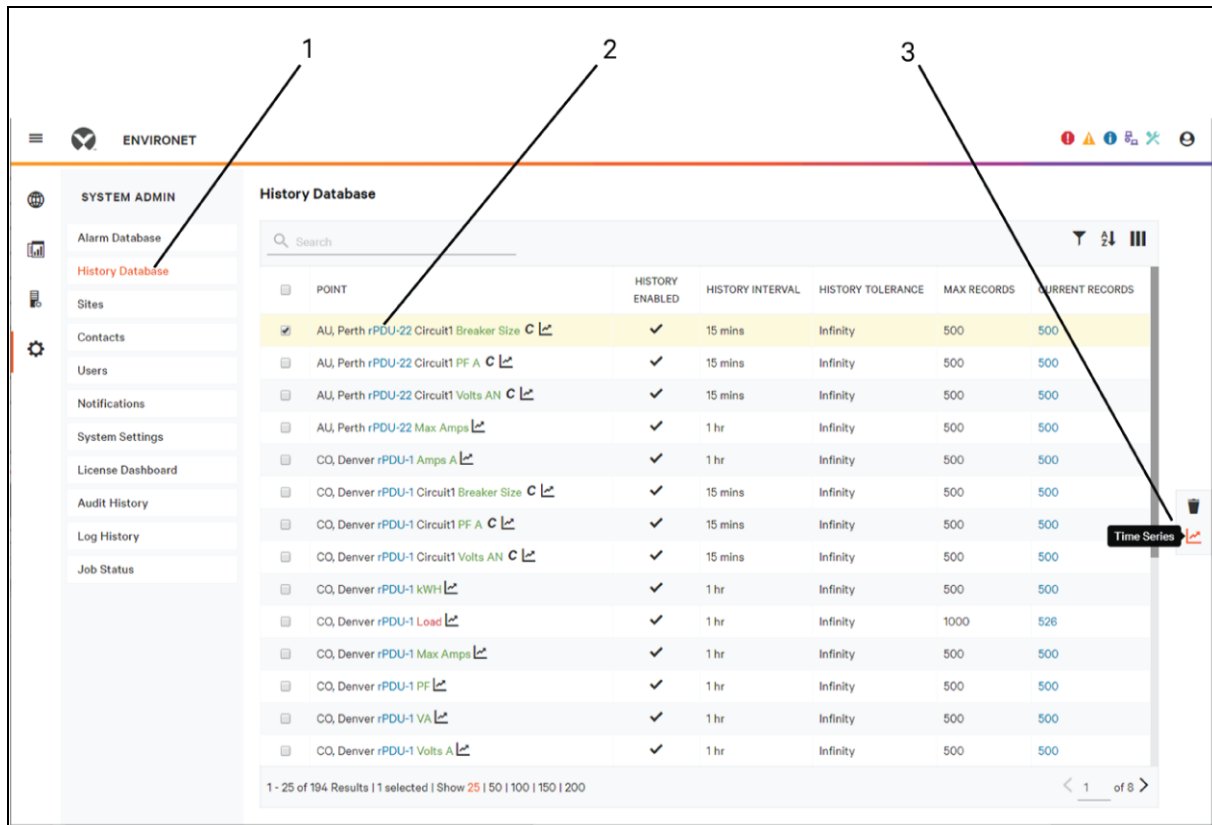 1 2 3
ENVIRONET
SYSTEM ADMIN
Alarm Database
History Database
Sites
Contacts
Users
Notifications
System Settings
License Dashboard
Audit History
Log History
Job Status
History Database
Search
POINT HISTORY ENABLED HISTORY INTERVAL HISTORY TOLERANCE MAX RECORDS CURRENT RECORDS
AU, Perth rPDU-22 Circuit1 Breaker Size C 15 mins Infinity 500 500
AU, Perth rPDU-22 Circuit1 PF A C 15 mins Infinity 500 500
AU, Perth rPDU-22 Circuit1 Volts AN C 15 mins Infinity 500 500
AU, Perth rPDU-22 Max Amps 1 hr Infinity 500 500
CO, Denver rPDU-1 Amps A 1 hr Infinity 500 500
CO, Denver rPDU-1 Circuit1 Breaker Size C 15 mins Infinity 500 500
CO, Denver rPDU-1 Circuit1 PF A C 15 mins Infinity 500 500
CO, Denver rPDU-1 Circuit1 Volts AN C 15 mins Infinity 500 500
CO, Denver rPDU-1 kWH 1 hr Infinity 500 500
CO, Denver rPDU-1 Load 1 hr Infinity 1000 526
CO, Denver rPDU-1 Max Amps 1 hr Infinity 500 500
CO, Denver rPDU-1 PF 1 hr Infinity 500 500
CO, Denver rPDU-1 VA 1 hr Infinity 500 500
CO, Denver rPDU-1 Volts A 1 hr Infinity 500 500
Time Series
1 - 25 of 194 Results | 1 selected | Show 25 | 50 | 100 | 150 | 200 < 1 of 8 >